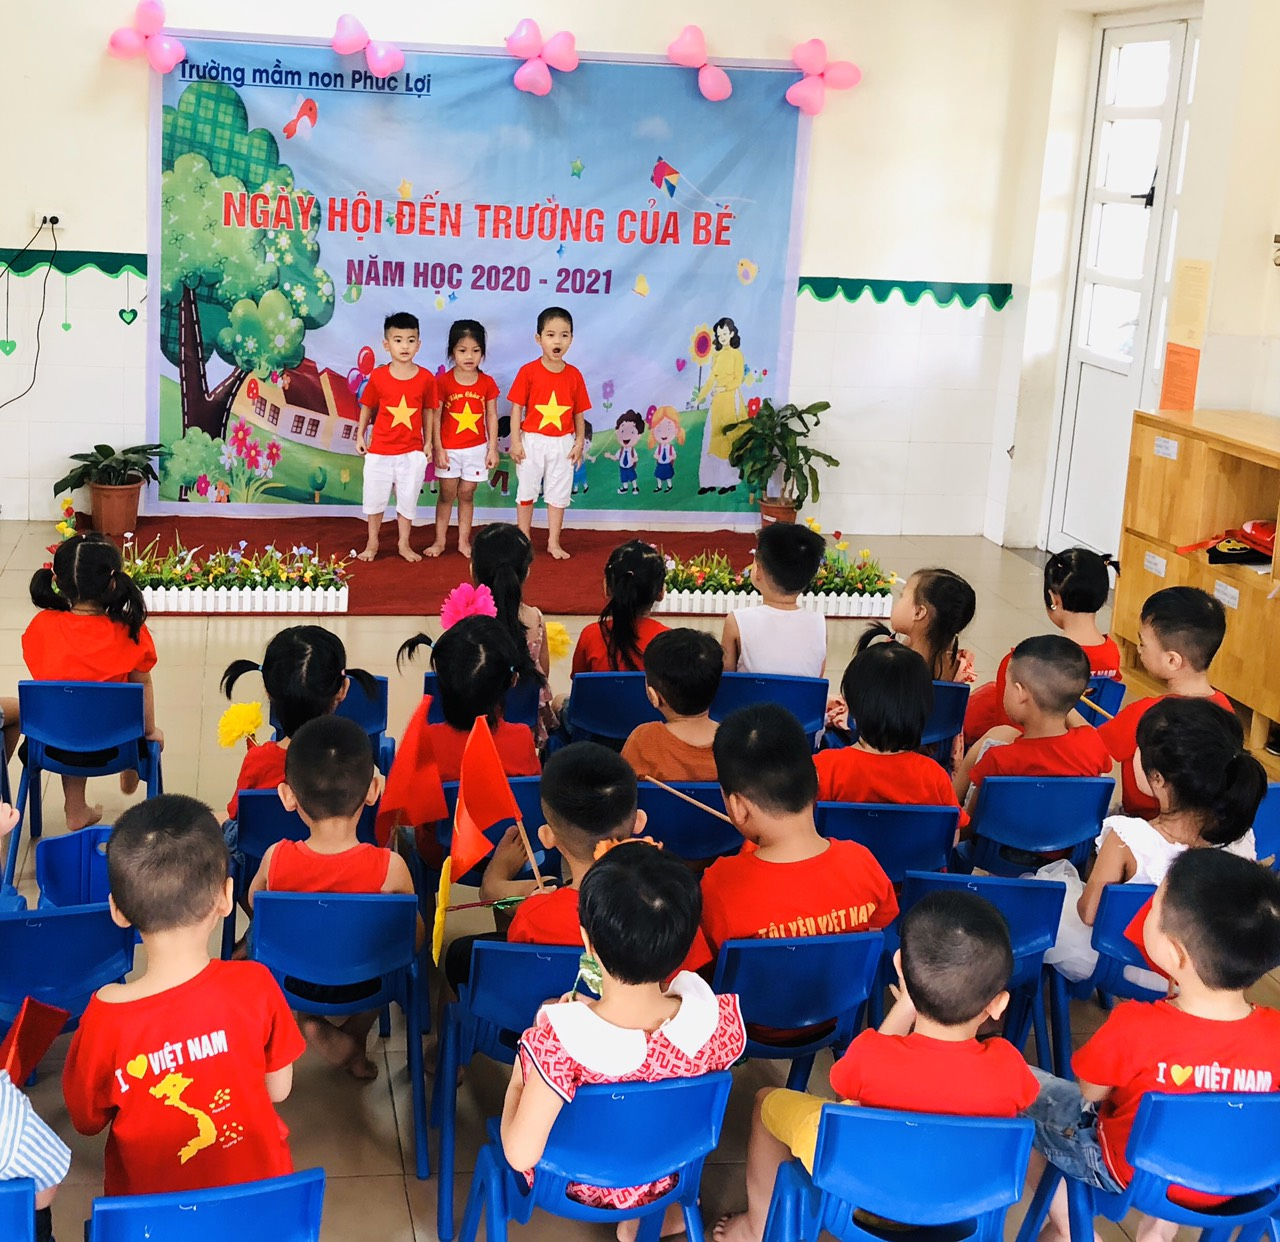 Trường mầm non Phúc Lợi
NGÀY HỘI ĐẾN TRƯỜNG CỦA BÉ
NĂM HỌC 2020 - 2021
TÔI YÊU VIỆT NAM
I VIỆT NAM
I VIỆT NAM